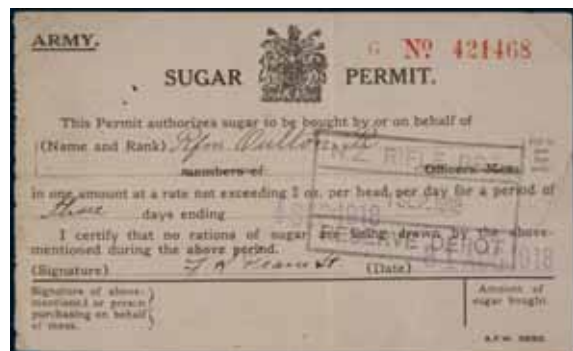 ARMY.
G No 421468
SUGAR PERMIT.
This Permit authorizes sugar to be bought by or on behalf of
(Name and Rank) Rfm
members of Officers Mess
in one amount at a rate not exceeding 1 oz. per head, per day for a period of
three days ending
I certify that no rations of sugar are being drawn by the above-
mentioned during the above period.
(Signature) (Date)
N.Z. RIFLE
RESERVE DEPOT
1918
1918
Signature of above-
mentioned or person
purchasing on behalf
of mess.
Amount of
sugar bought.